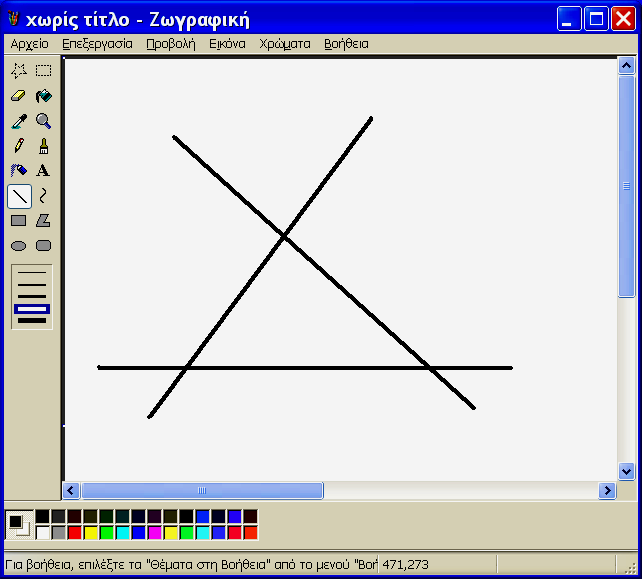 χωρίς τίτλο - Ζωγραφική
Αρχείο Επεξεργασία Προβολή Εικόνα Χρώματα Βοήθεια
A
Για βοήθεια, επιλέξτε τα "Θέματα στη Βοήθεια" από το μενού "Βοή 471,273